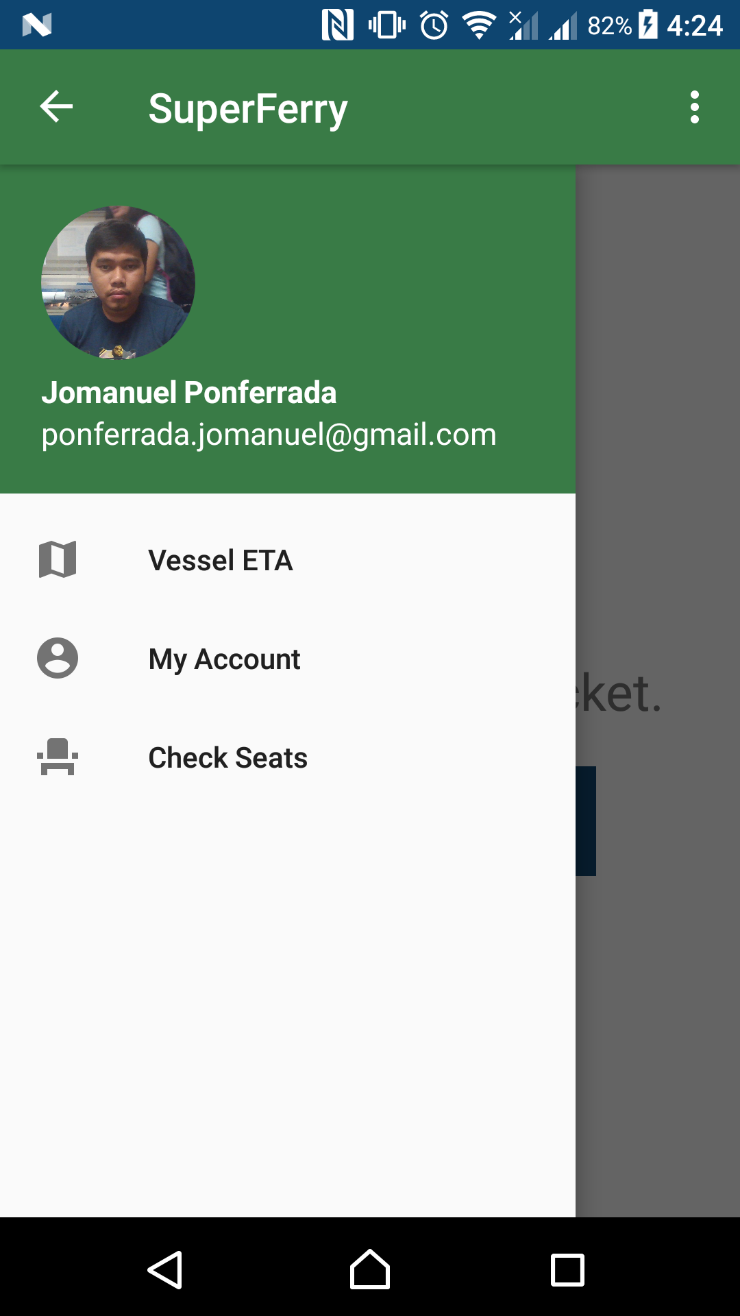 82% 4:24
SuperFerry
Jomanuel Ponferrada
ponferrada.jomanuel@gmail.com
Vessel ETA
My Account
cket.
Check Seats